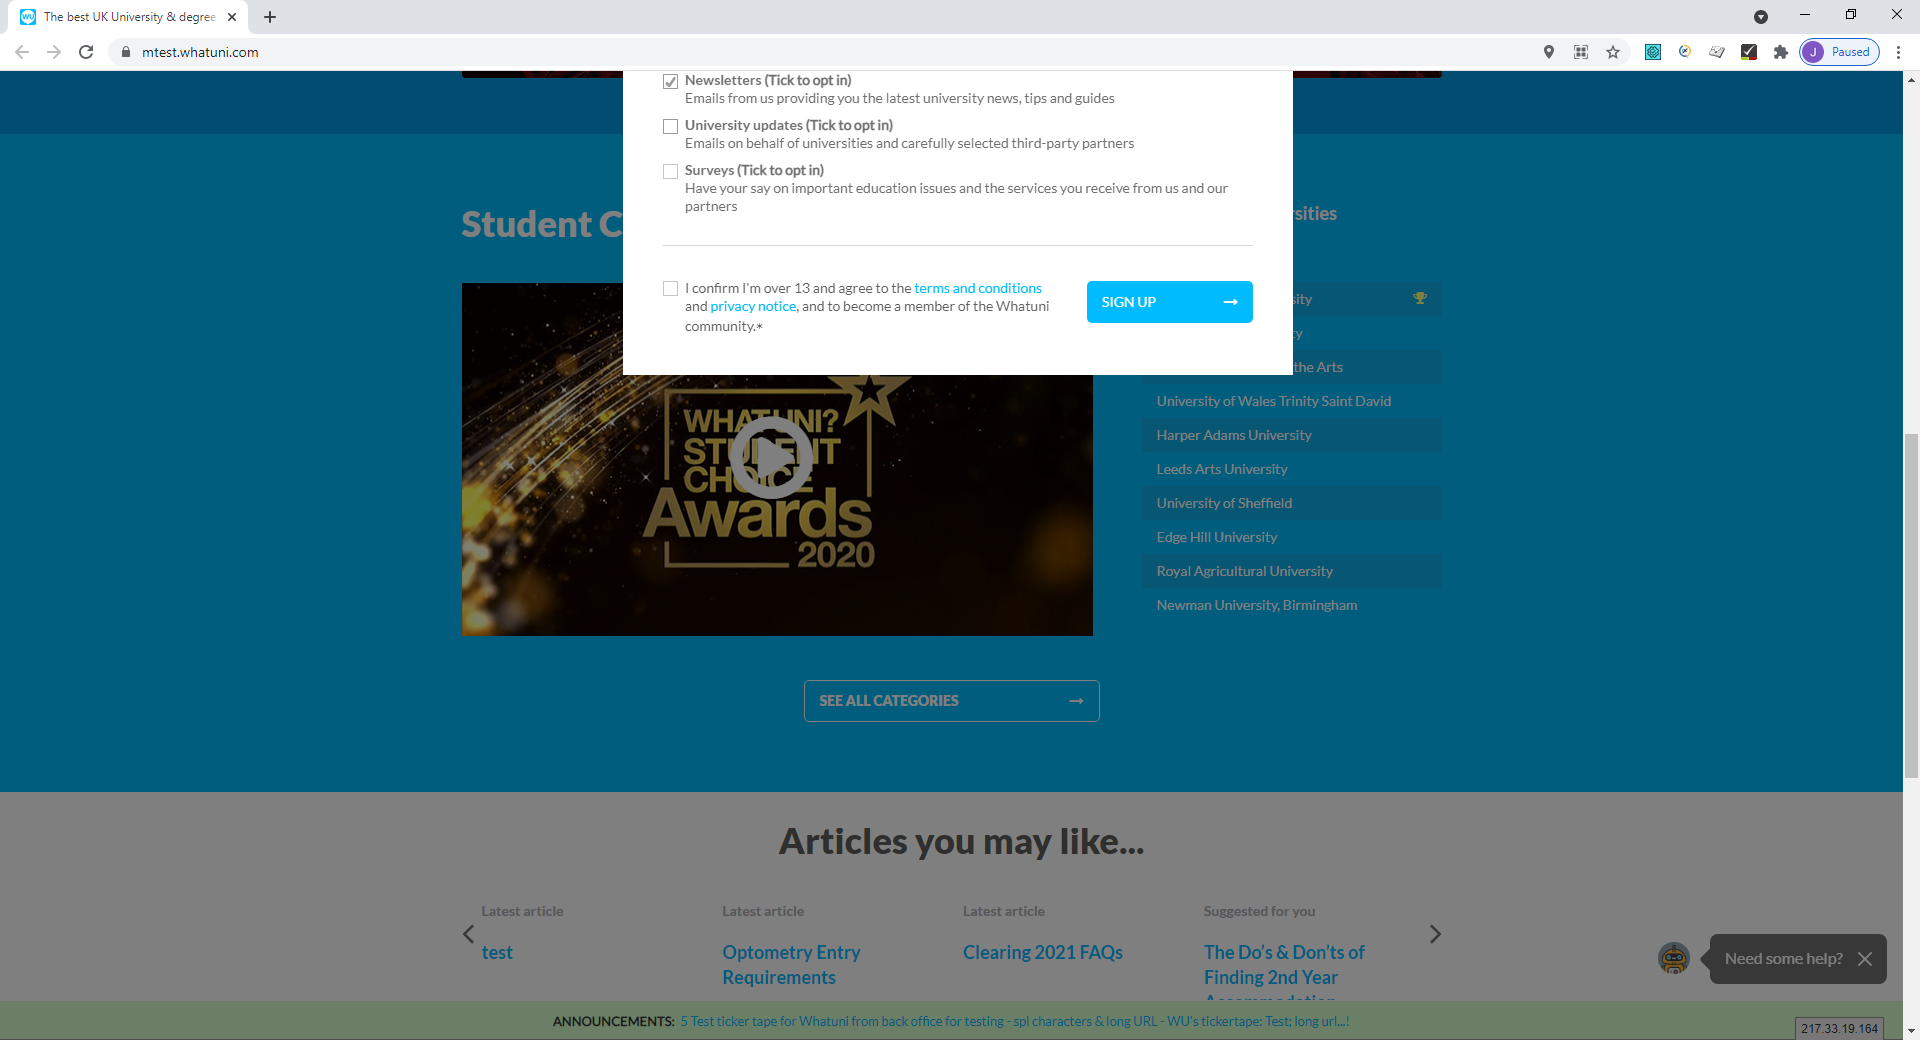 WU The best UK University & degree
mtest.whatuni.com
J Paused
Newsletters (Tick to opt in)
Emails from us providing you the latest university news, tips and guides
University updates (Tick to opt in)
Emails on behalf of universities and carefully selected third-party partners
Surveys (Tick to opt in)
Have your say on important education issues and the services you receive from us and our
partners
I confirm I'm over 13 and agree to the terms and conditions
and privacy notice, and to become a member of the Whatuni
community.*
SIGN UP
Student C
sities
sity
ty
the Arts
University of Wales Trinity Saint David
Harper Adams University
Leeds Arts University
University of Sheffield
Edge Hill University
Royal Agricultural University
Newman University, Birmingham
WHATUNI?
STUDENT
CHOICE
Awards
2020
SEE ALL CATEGORIES
Articles you may like...
Latest article
test
Latest article
Optometry Entry
Requirements
Latest article
Clearing 2021 FAQs
Suggested for you
The Do's & Don'ts of
Finding 2nd Year
Accommodation
Need some help?
ANNOUNCEMENTS: 5 Test ticker tape for Whatuni from back office for testing - spl characters & long URL - WU's tickertape: Test; long url...!
217.33.19.164